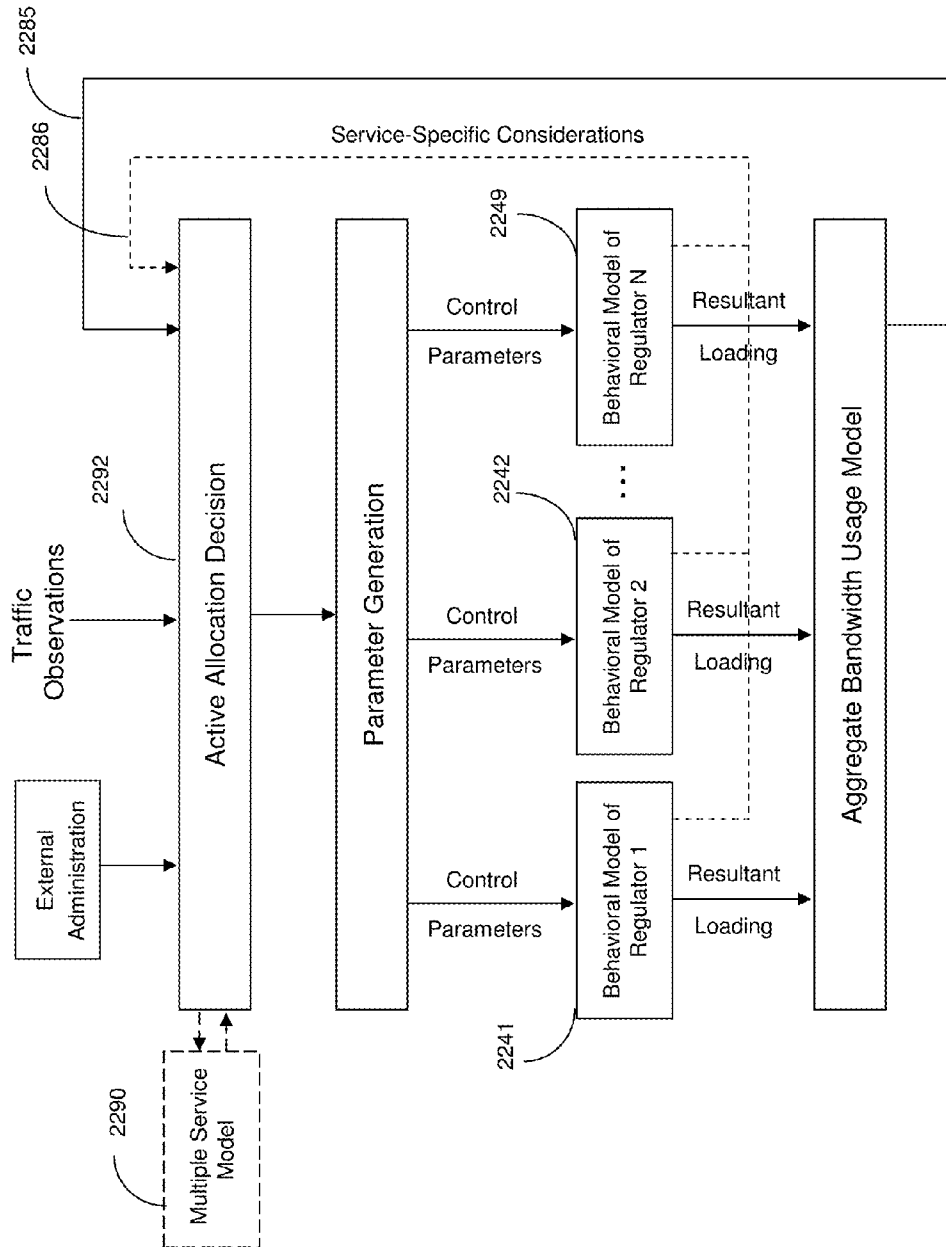 2285
2286
Service-Specific Considerations
Traffic
Observations
2292
External
Administration
Active Allocation Decision
2290
Multiple Service
Model
Parameter Generation
Control
Parameters
Control
Parameters
Control
Parameters
2241
Behavioral Model of
Regulator 1
2242
Behavioral Model of
Regulator 2
...
2249
Behavioral Model of
Regulator N
Resultant
Loading
Resultant
Loading
Resultant
Loading
Aggregate Bandwidth Usage Model